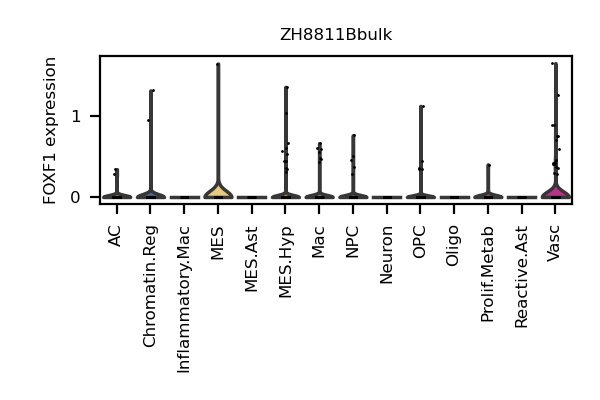 ZH8811Bbulk
FOXF1 expression
1
0
AC
Chromatin.Reg
Inflammatory.Mac
MES
MES.Ast
MES.Hyp
Mac
NPC
Neuron
OPC
Oligo
Prolif.Metab
Reactive.Ast
Vasc